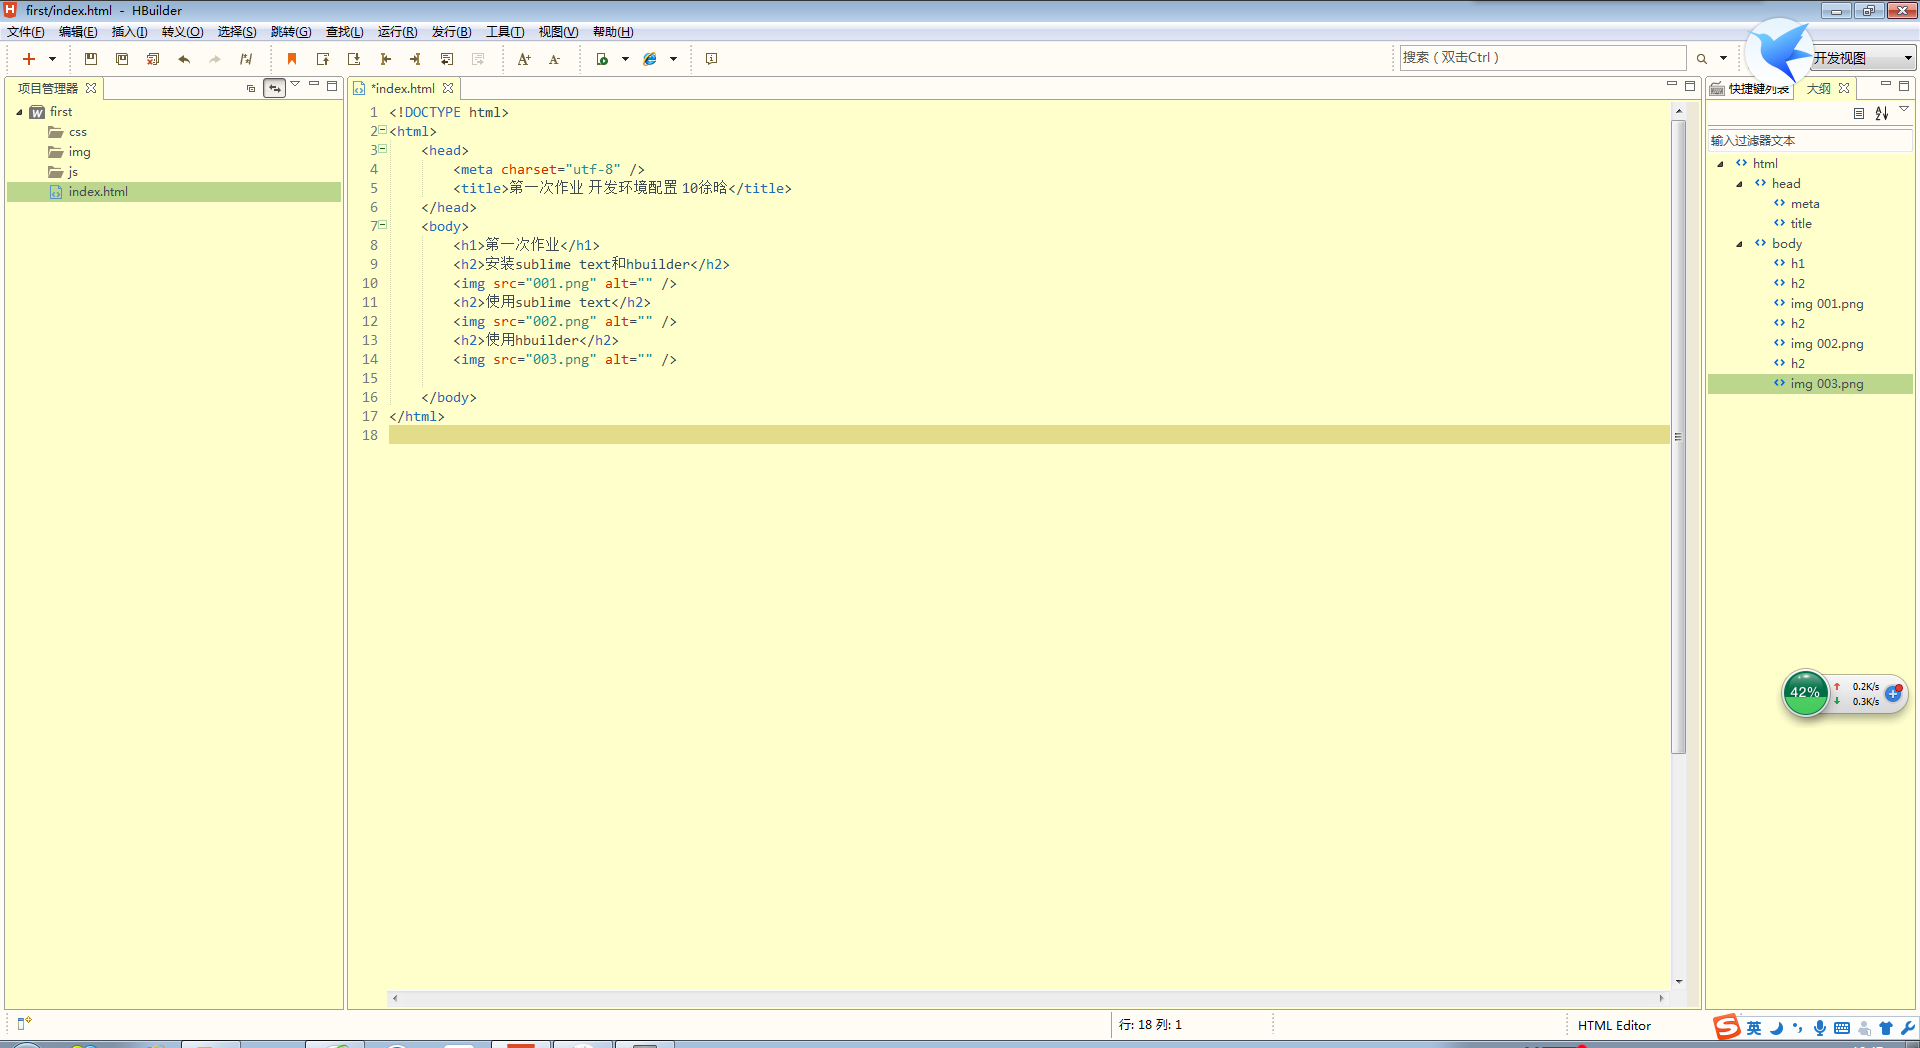 first/index.html - HBuilder
文件(F) 编辑(E) 插入(I) 转义(O) 选择(S) 跳转(G) 查找(L) 运行(R) 发行(B) 工具(T) 视图(V) 帮助(H)
搜索（双击Ctrl）
开发视图
项目管理器
first
css
img
js
index.html
*index.html
1 <!DOCTYPE html>
2 <html>
3 <head>
4 <meta charset="utf-8" />
5 <title>第一次作业 开发环境配置 10徐晗</title>
6 </head>
7 <body>
8 <h1>第一次作业</h1>
9 <h2>安装sublime text和hbuilder</h2>
10 <img src="001.png" alt="" />
11 <h2>使用sublime text</h2>
12 <img src="002.png" alt="" />
13 <h2>使用hbuilder</h2>
14 <img src="003.png" alt="" />
15
16 </body>
17 </html>
18
快捷键列表 大纲
输入过滤器文本
html
head
meta
title
body
h1
h2
img 001.png
h2
img 002.png
h2
img 003.png
42%
0.2K/s
0.3K/s
行: 18 列: 1
HTML Editor
英